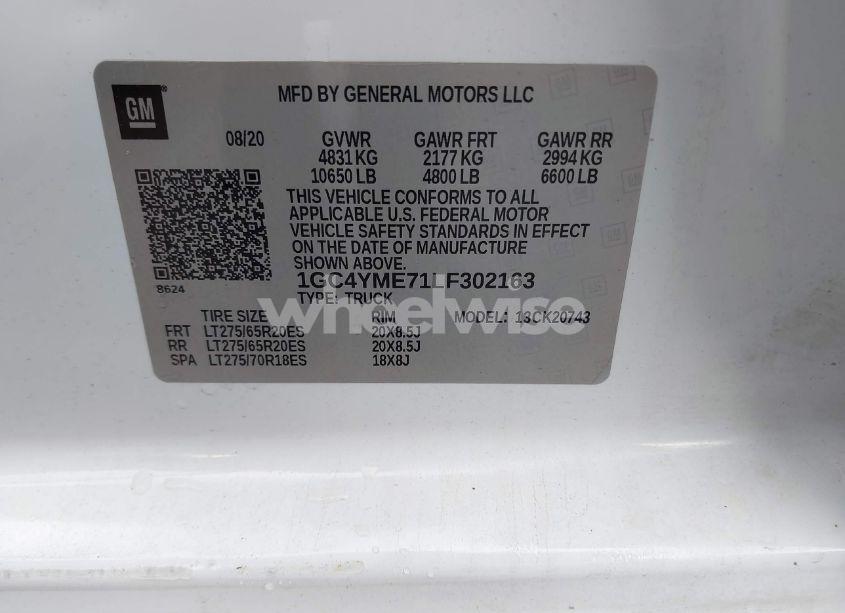 GM
MFD BY GENERAL MOTORS LLC
08/20 GVWR GAWR FRT GAWR RR
4831 KG 2177 KG 2994 KG
10650 LB 4800 LB 6600 LB
THIS VEHICLE CONFORMS TO ALL
APPLICABLE U.S. FEDERAL MOTOR
VEHICLE SAFETY STANDARDS IN EFFECT
ON THE DATE OF MANUFACTURE
SHOWN ABOVE.
8624
1GC4YME71LF302163
TYPE: TRUCK
wheelwise
TIRE SIZE RIM MODEL: 13CK20743
FRT LT275/65R20ES 20X8.5J
RR LT275/65R20ES 20X8.5J
SPA LT275/70R18ES 18X8J